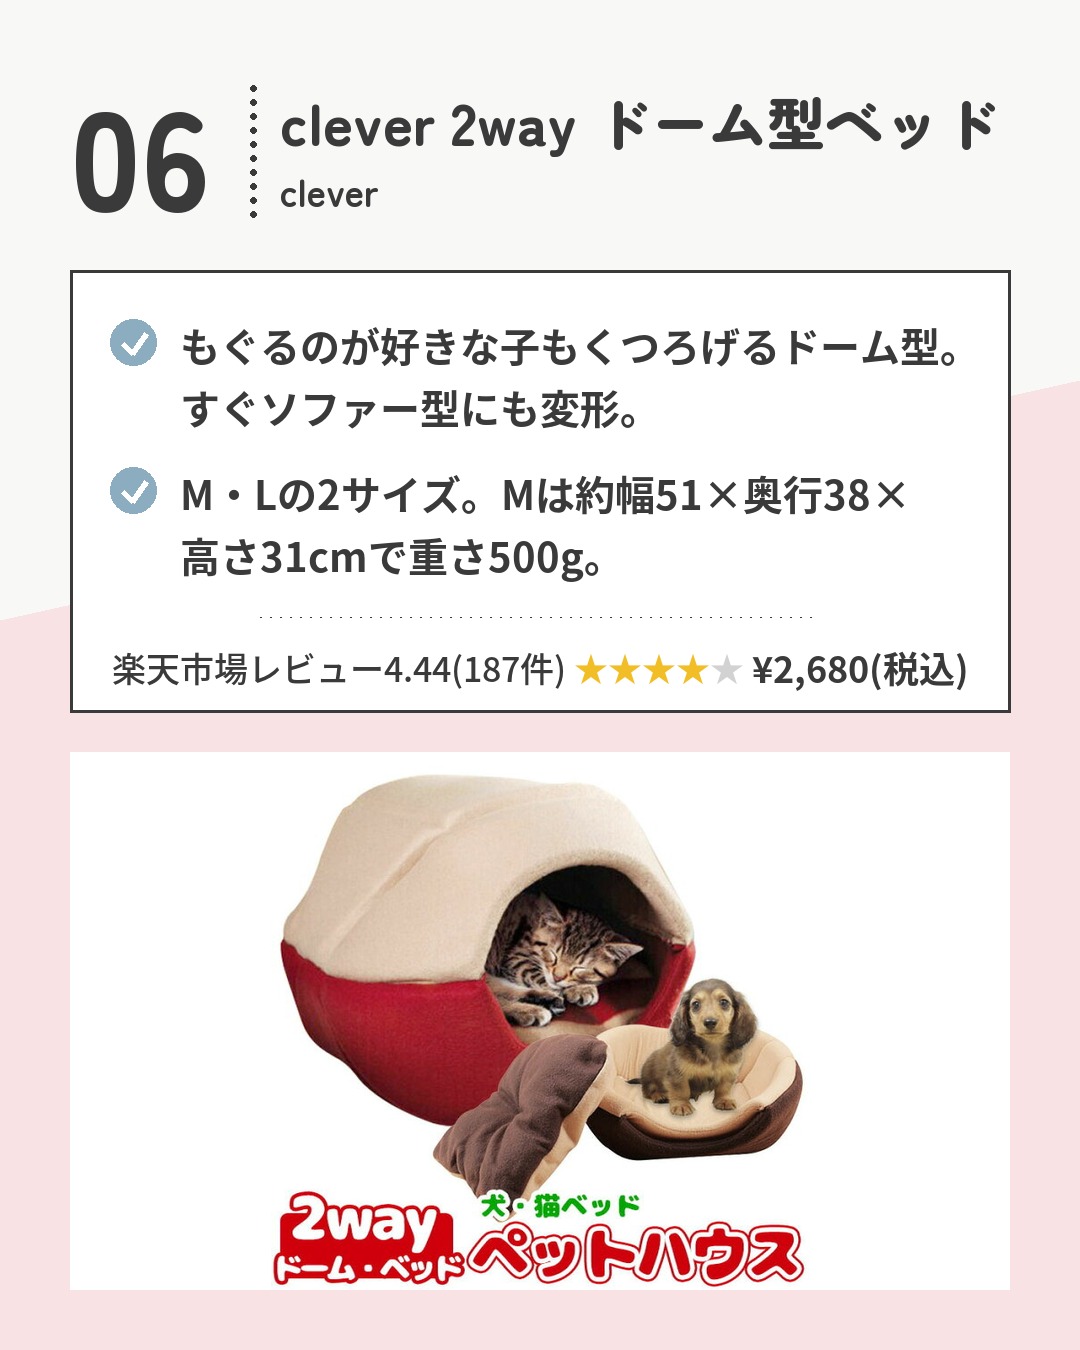 06
clever 2way ドーム型ベッド
clever
もぐるのが好きな子もくつろげるドーム型。
すぐソファー型にも変形。
M・Lの2サイズ。Mは約幅51×奥行38×
高さ31cmで重さ500g。
楽天市場レビュー4.44(187件) ★★★★★ ¥2,680(税込)
2way
ドーム・ベッド
犬・猫ベッド
ペットハウス